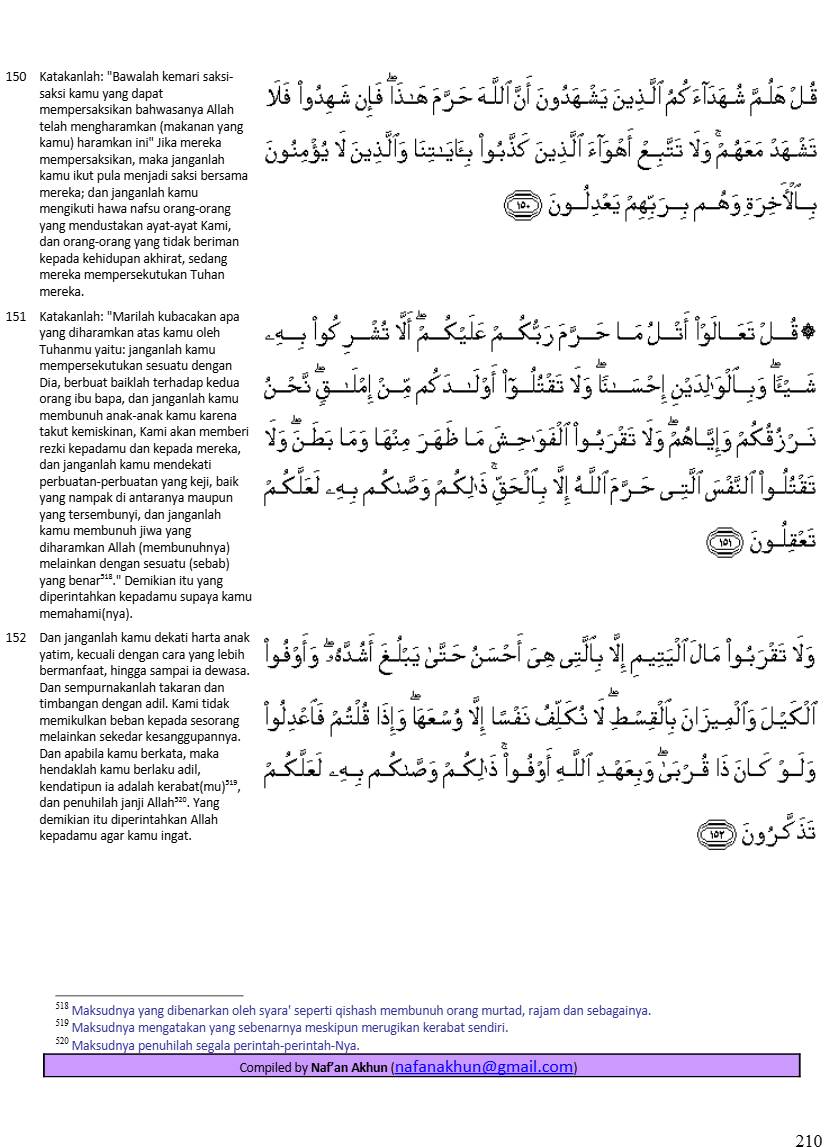 150 Katakanlah: "Bawalah kemari saksi-
saksi kamu yang dapat
mempersaksikan bahwasanya Allah
telah mengharamkan (makanan yang
kamu) haramkan ini" Jika mereka
mempersaksikan, maka janganlah
kamu ikut pula menjadi saksi bersama
mereka; dan janganlah kamu
mengikuti hawa nafsu orang-orang
yang mendustakan ayat-ayat Kami,
dan orang-orang yang tidak beriman
kepada kehidupan akhirat, sedang
mereka mempersekutukan Tuhan
mereka.
قُلْ هَلُمَّ شُهَدَآءَكُمُ ٱلَّذِينَ يَشْهَدُونَ أَنَّ ٱللَّهَ حَرَّمَ هَـٰذَا ۖ فَإِن شَهِدُوا۟ فَلَا
تَشْهَدْ مَعَهُمْ ۚ وَلَا تَتَّبِعْ أَهْوَآءَ ٱلَّذِينَ كَذَّبُوا۟ بِـَٔايَـٰتِنَا وَٱلَّذِينَ لَا يُؤْمِنُونَ
بِٱلْأَخِرَةِ وَهُم بِرَبِّهِمْ يَعْدِلُونَ ١٥٠
151 Katakanlah: "Marilah kubacakan apa
yang diharamkan atas kamu oleh
Tuhanmu yaitu: janganlah kamu
mempersekutukan sesuatu dengan
Dia, berbuat baiklah terhadap kedua
orang ibu bapa, dan janganlah kamu
membunuh anak-anak kamu karena
takut kemiskinan, Kami akan memberi
rezki kepadamu dan kepada mereka,
dan janganlah kamu mendekati
perbuatan-perbuatan yang keji, baik
yang nampak di antaranya maupun
yang tersembunyi, dan janganlah
kamu membunuh jiwa yang
diharamkan Allah (membunuhnya)
melainkan dengan sesuatu (sebab)
yang benar⁵¹⁸." Demikian itu yang
diperintahkan kepadamu supaya kamu
memahami(nya).
۞ قُلْ تَعَالَوْا۟ أَتْلُ مَا حَرَّمَ رَبُّكُمْ عَلَيْكُمْ ۖ أَلَّا تُشْرِكُوا۟ بِهِۦ
شَيْـًٔا ۖ وَبِٱلْوَٰلِدَيْنِ إِحْسَـٰنًا ۖ وَلَا تَقْتُلُوٓا۟ أَوْلَـٰدَكُم مِّنْ إِمْلَـٰقٍ ۖ نَّحْنُ
نَرْزُقُكُمْ وَإِيَّاهُمْ ۖ وَلَا تَقْرَبُوا۟ ٱلْفَوَٰحِشَ مَا ظَهَرَ مِنْهَا وَمَا بَطَنَ ۖ وَلَا
تَقْتُلُوا۟ ٱلنَّفْسَ ٱلَّتِى حَرَّمَ ٱللَّهُ إِلَّا بِٱلْحَقِّ ۚ ذَٰلِكُمْ وَصَّىٰكُم بِهِۦ لَعَلَّكُمْ
تَعْقِلُونَ ١٥١
152 Dan janganlah kamu dekati harta anak
yatim, kecuali dengan cara yang lebih
bermanfaat, hingga sampai ia dewasa.
Dan sempurnakanlah takaran dan
timbangan dengan adil. Kami tidak
memikulkan beban kepada sesorang
melainkan sekedar kesanggupannya.
Dan apabila kamu berkata, maka
hendaklah kamu berlaku adil,
kendatipun ia adalah kerabat(mu)⁵¹⁹,
dan penuhilah janji Allah⁵²⁰. Yang
demikian itu diperintahkan Allah
kepadamu agar kamu ingat.
وَلَا تَقْرَبُوا۟ مَالَ ٱلْيَتِيمِ إِلَّا بِٱلَّتِى هِىَ أَحْسَنُ حَتَّىٰ يَبْلُغَ أَشُدَّهُۥ ۖ وَأَوْفُوا۟
ٱلْكَيْلَ وَٱلْمِيزَانَ بِٱلْقِسْطِ ۖ لَا نُكَلِّفُ نَفْسًا إِلَّا وُسْعَهَا ۖ وَإِذَا قُلْتُمْ فَٱعْدِلُوا۟
وَلَوْ كَانَ ذَا قُرْبَىٰ ۖ وَبِعَهْدِ ٱللَّهِ أَوْفُوا۟ ۚ ذَٰلِكُمْ وَصَّىٰكُم بِهِۦ لَعَلَّكُمْ
تَذَكَّرُونَ ١٥٢
⁵¹⁸ Maksudnya yang dibenarkan oleh syara' seperti qishash membunuh orang murtad, rajam dan sebagainya.
⁵¹⁹ Maksudnya mengatakan yang sebenarnya meskipun merugikan kerabat sendiri.
⁵²⁰ Maksudnya penuhilah segala perintah-perintah-Nya.
Compiled by Naf'an Akhun (nafanakhun@gmail.com)
210